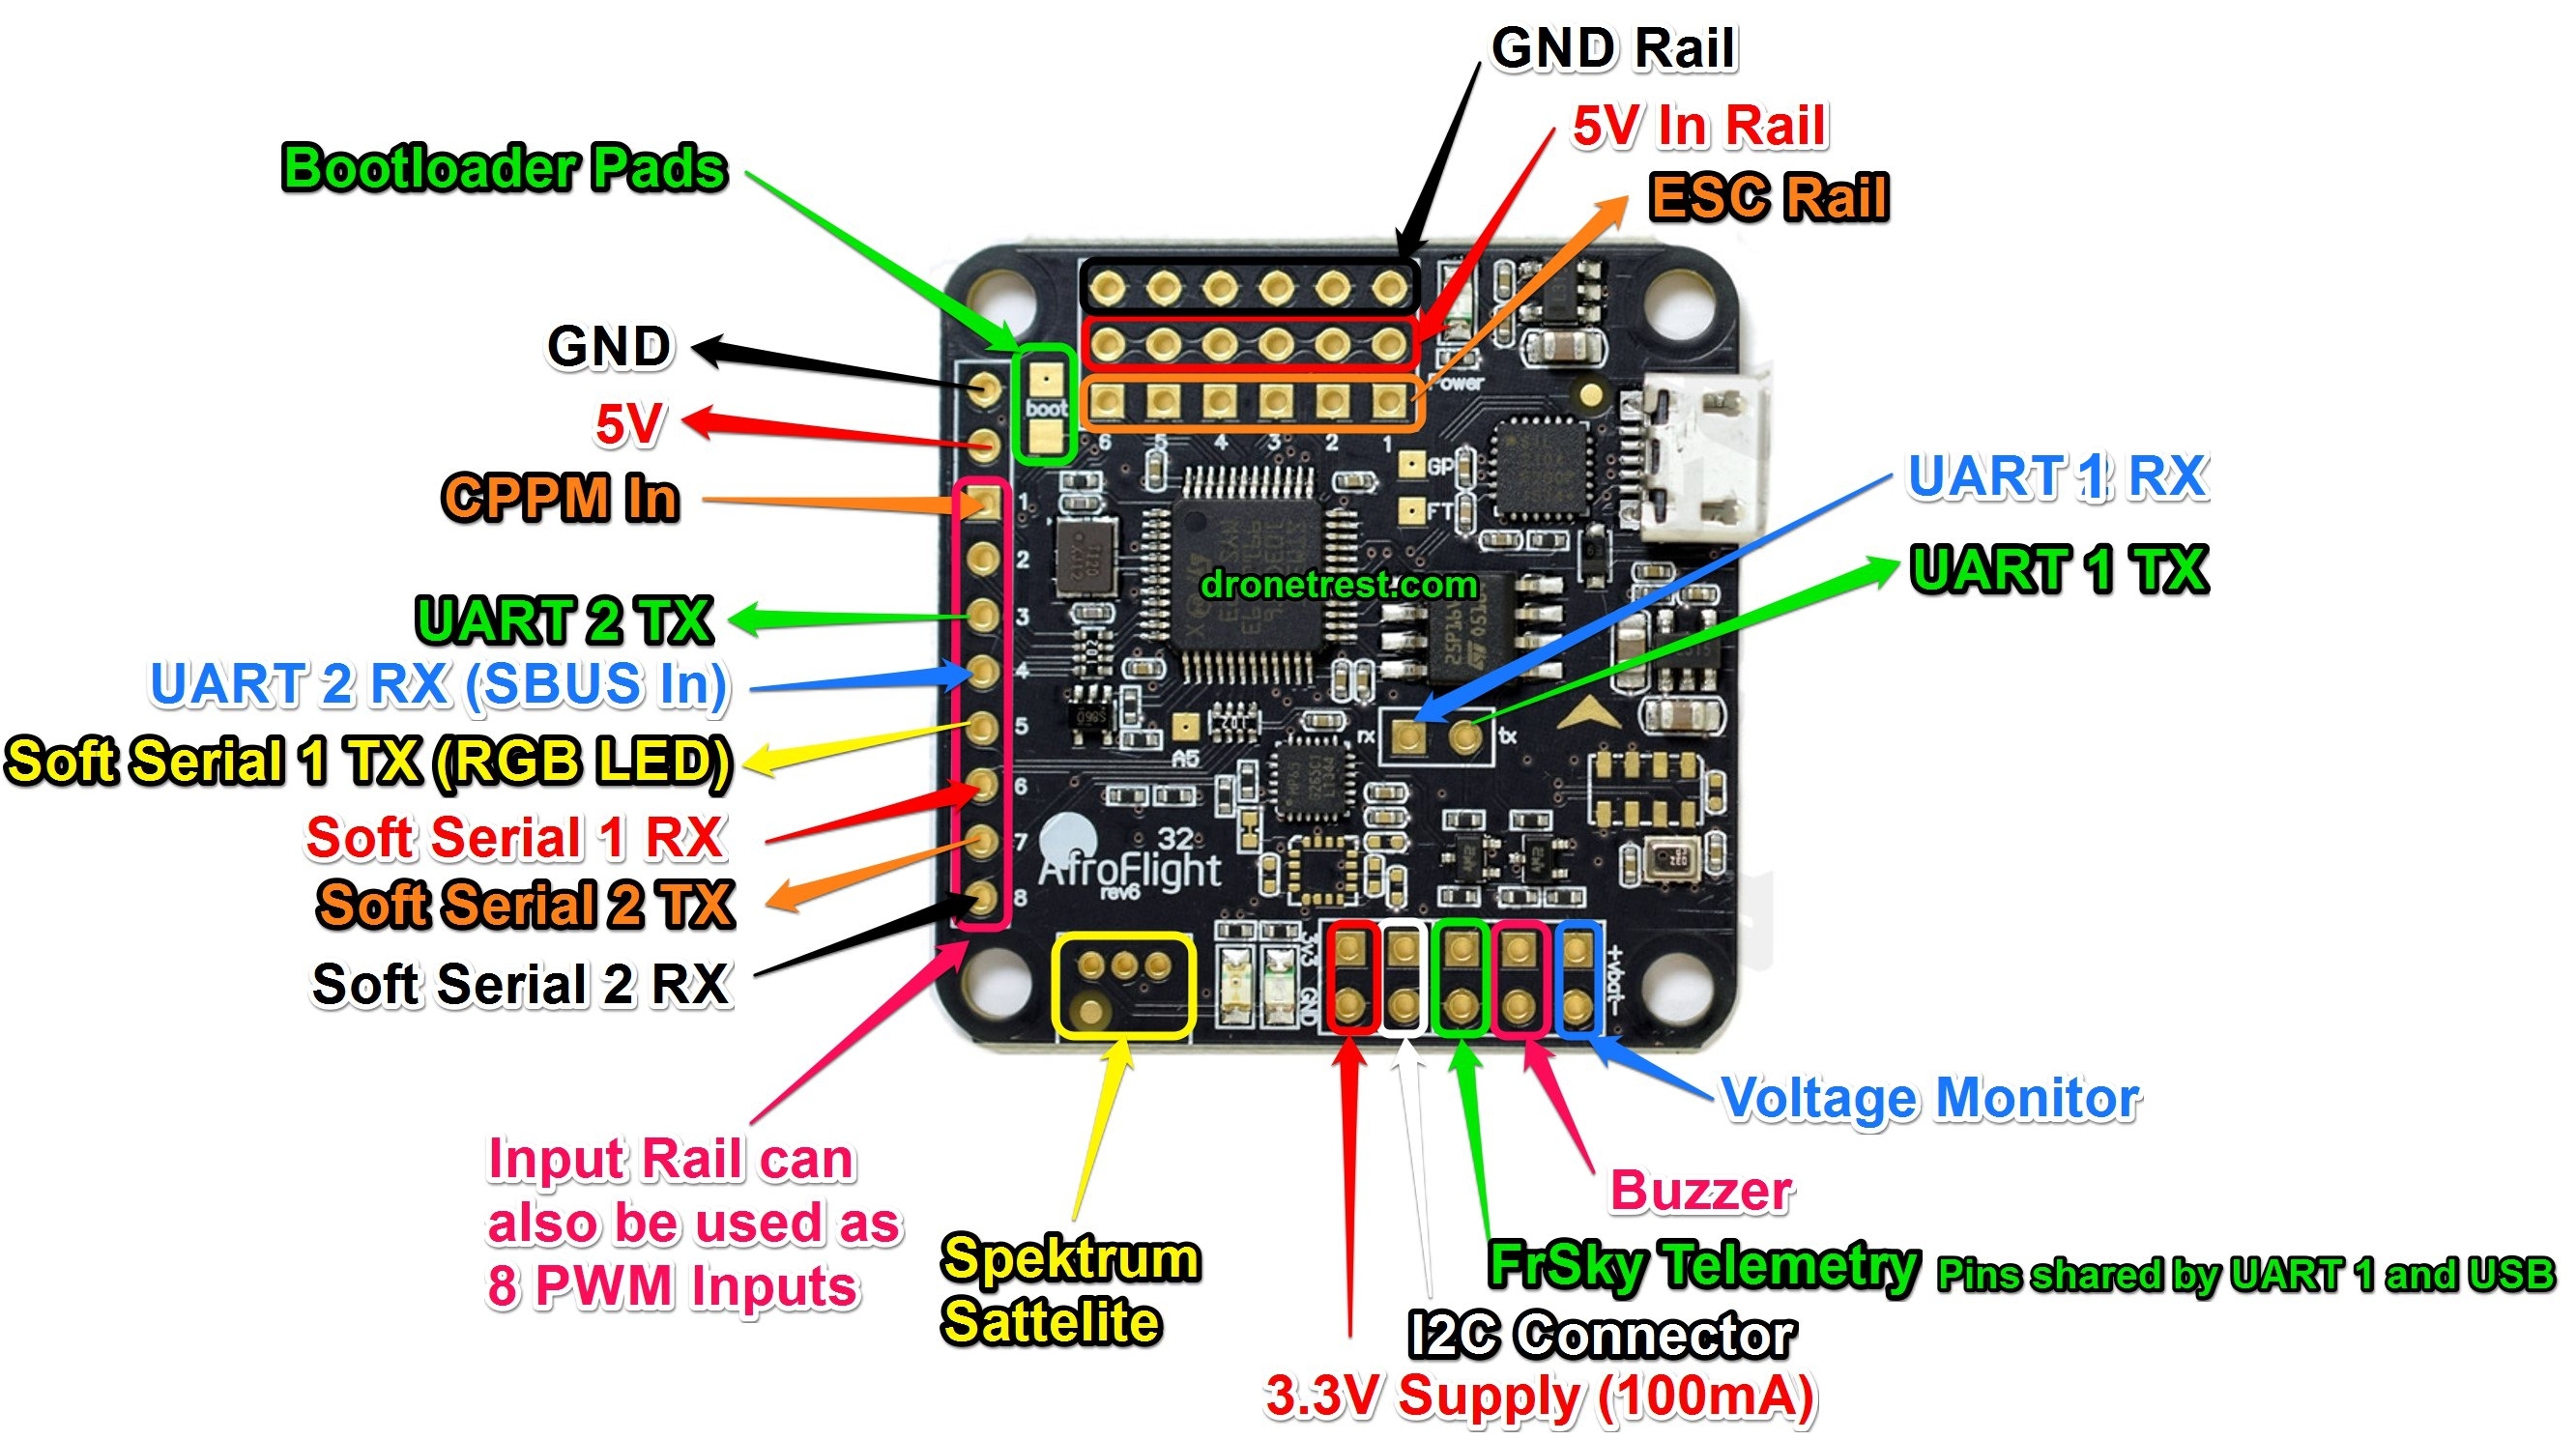 GND Rail
5V In Rail
ESC Rail
Bootloader Pads
GND
5V
CPPM In
UART 2 TX
UART 2 RX (SBUS In)
Soft Serial 1 TX (RGB LED)
Soft Serial 1 RX
Soft Serial 2 TX
Soft Serial 2 RX
Input Rail can
also be used as
8 PWM Inputs
Spektrum
Sattelite
UART 1 RX
UART 1 TX
Voltage Monitor
Buzzer
FrSky Telemetry Pins shared by UART 1 and USB
I2C Connector
3.3V Supply (100mA)
dronetrest.com
boot
Power
6 5 4 3 2 1
GP
FT
1
2
3
4
5
6
7
8
rx
tx
A5
25P16V
32
AfroFlight
rev6
3v3
GND
+vbat-